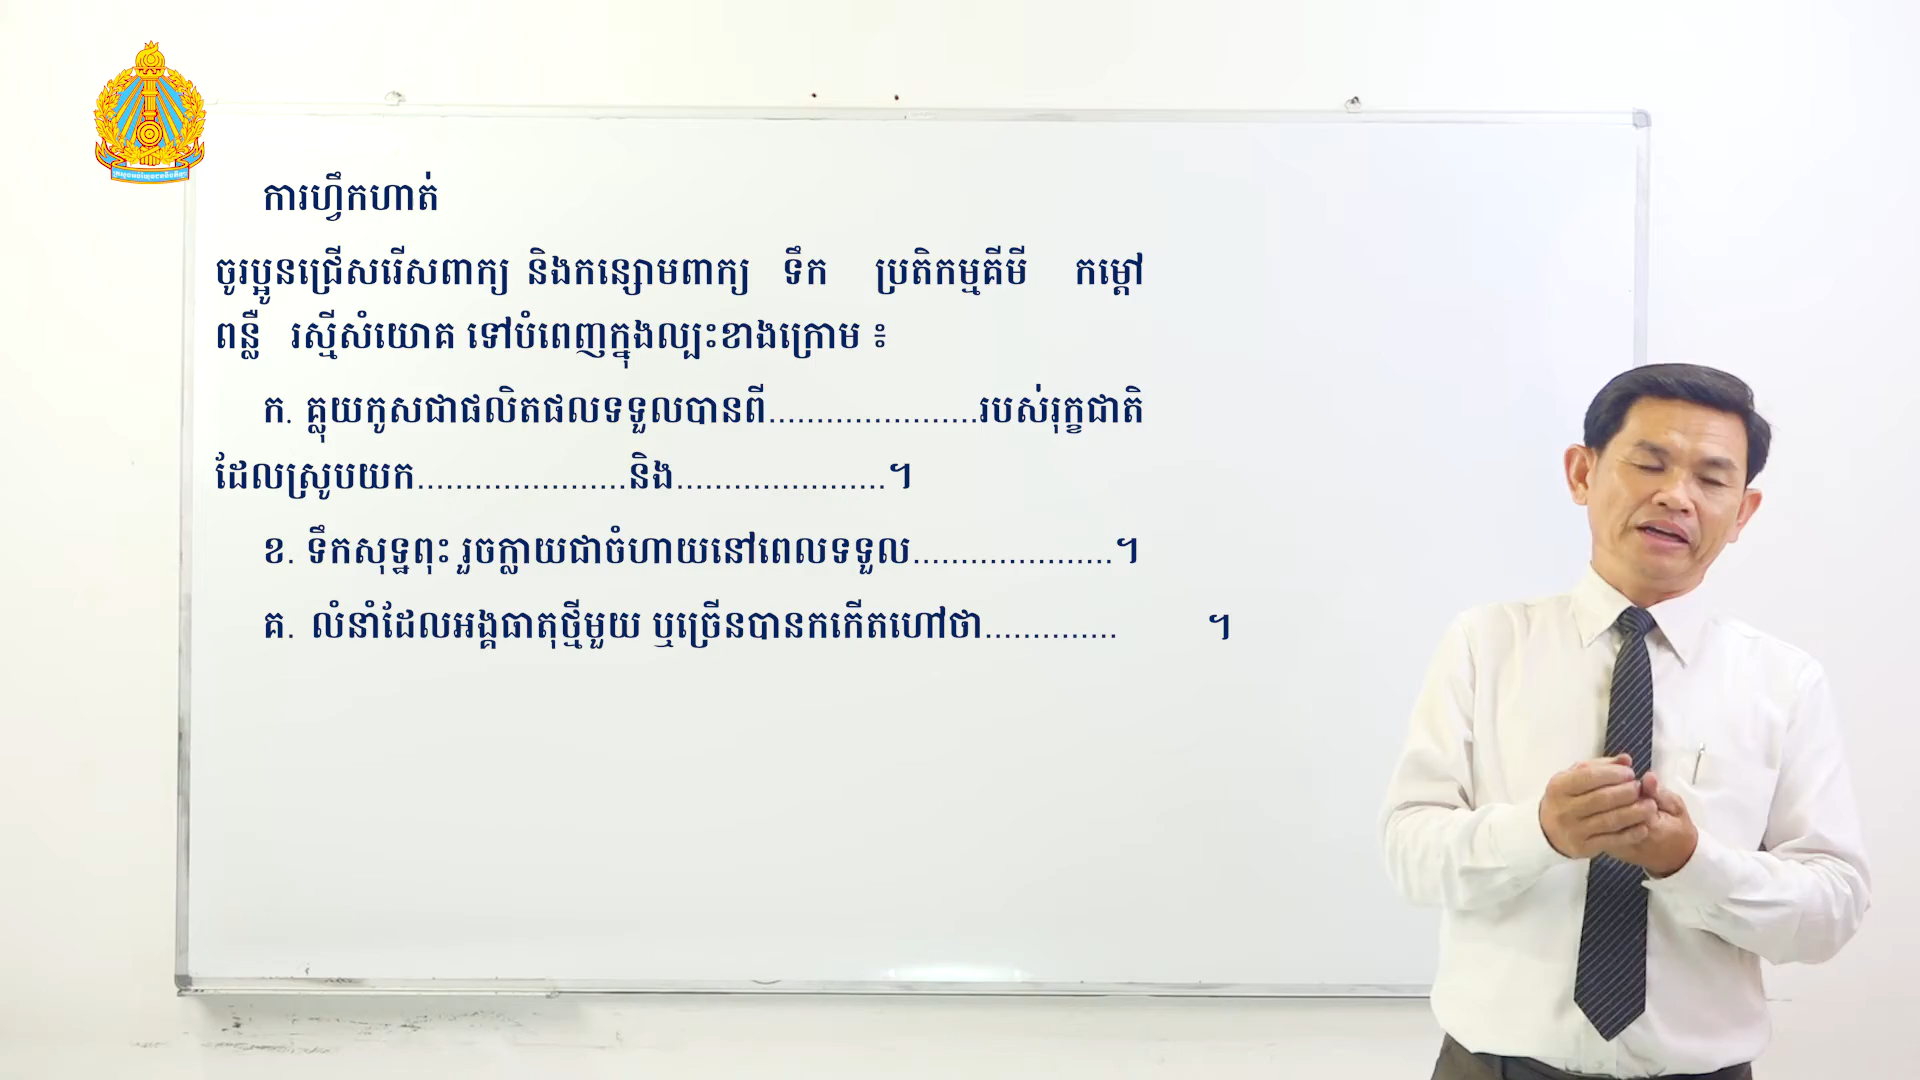 ការហ្វឹកហាត់
ចូរប្អូនជ្រើសរើសពាក្យ និងកន្សោមពាក្យ ទឹក ប្រតិកម្មគីមី កម្តៅ
ពន្លឺ រស្មីសំយោគ ទៅបំពេញក្នុងល្បះខាងក្រោម ៖
ក. គ្លុយកូសជាផលិតផលទទួលបានពី......................របស់រុក្ខជាតិ
ដែលស្រូបយក......................និង......................។
ខ. ទឹកសុទ្ឋពុះ រួចក្លាយជាចំហាយនៅពេលទទួល.....................។
គ. លំនាំដែលអង្គធាតុថ្មីមួយ ឬច្រើនបានកកើតហៅថា.............. ។